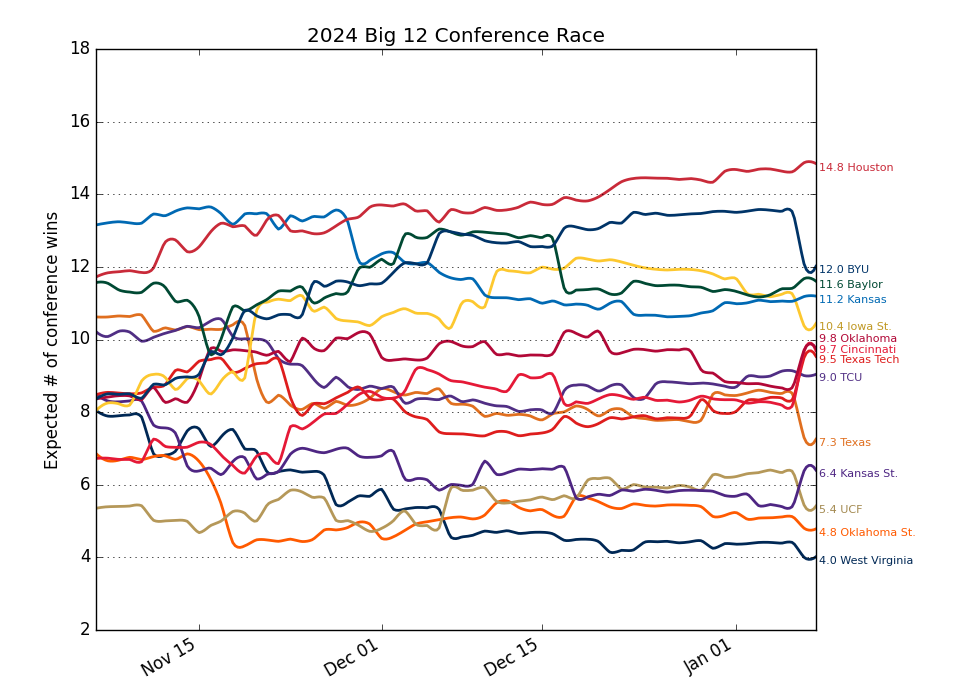 2024 Big 12 Conference Race
Expected # of conference wins
18
16
14
12
10
8
6
4
2
Nov 15
Dec 01
Dec 15
Jan 01
14.8 Houston
12.0 BYU
11.6 Baylor
11.2 Kansas
10.4 Iowa St.
9.8 Oklahoma
9.7 Cincinnati
9.5 Texas Tech
9.0 TCU
7.3 Texas
6.4 Kansas St.
5.4 UCF
4.8 Oklahoma St.
4.0 West Virginia